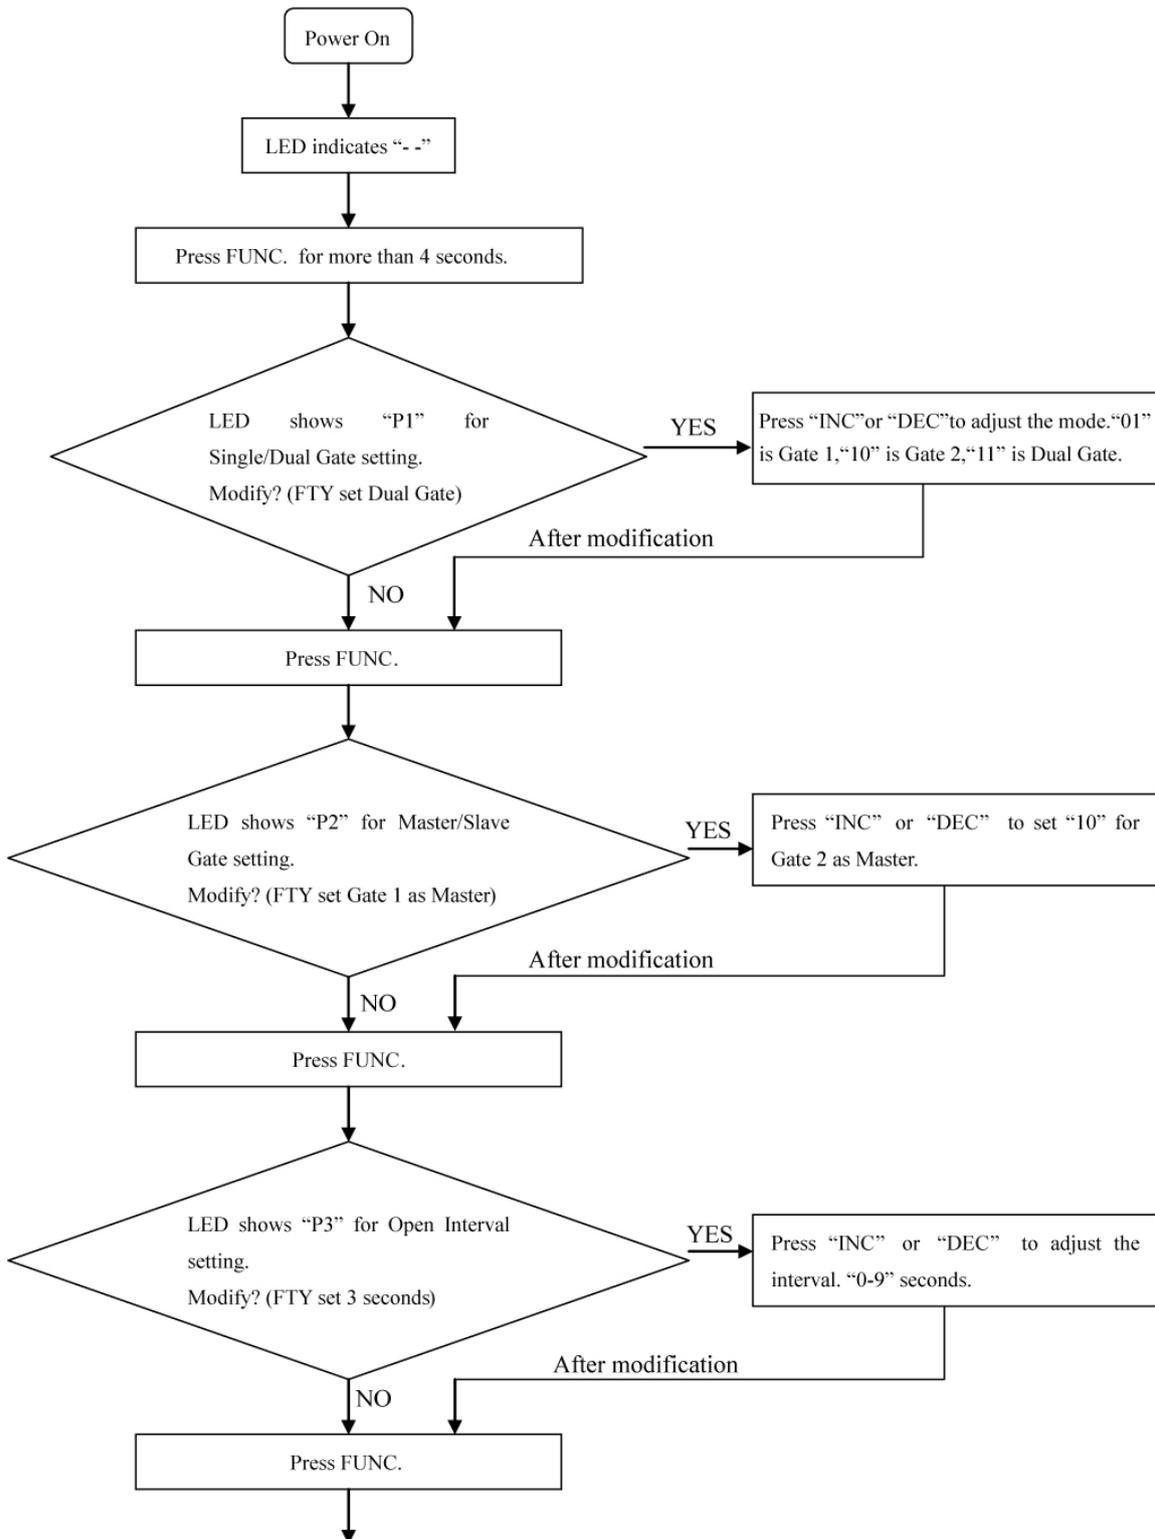 Power On
LED indicates “- -”
Press FUNC. for more than 4 seconds.
LED shows “P1” for
Single/Dual Gate setting.
Modify? (FTY set Dual Gate)
YES
Press “INC”or “DEC”to adjust the mode.“01”
is Gate 1,“10” is Gate 2,“11” is Dual Gate.
After modification
NO
Press FUNC.
LED shows “P2” for Master/Slave
Gate setting.
Modify? (FTY set Gate 1 as Master)
YES
Press “INC” or “DEC” to set “10” for
Gate 2 as Master.
After modification
NO
Press FUNC.
LED shows “P3” for Open Interval
setting.
Modify? (FTY set 3 seconds)
YES
Press “INC” or “DEC” to adjust the
interval. “0-9” seconds.
After modification
NO
Press FUNC.